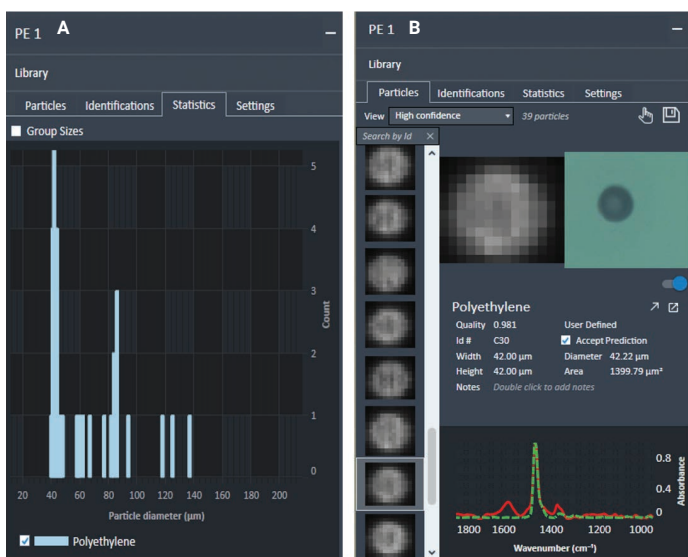 PE 1 A
Library
Particles Identifications Statistics Settings
Group Sizes
5
4
3
2
1
0
Count
20 40 60 80 100 120 140 160 180 200
Particle diameter (µm)
Polyethylene
PE 1 B
Library
Particles Identifications Statistics Settings
View High confidence 39 particles
Search by Id
Polyethylene
Quality 0.981 User Defined
Id # C30 Accept Prediction
Width 42.00 µm Diameter 42.22 µm
Height 42.00 µm Area 1399.79 µm²
Notes Double click to add notes
0.8
0.4
0
Absorbance
1800 1600 1400 1200 1000
Wavenumber (cm⁻¹)